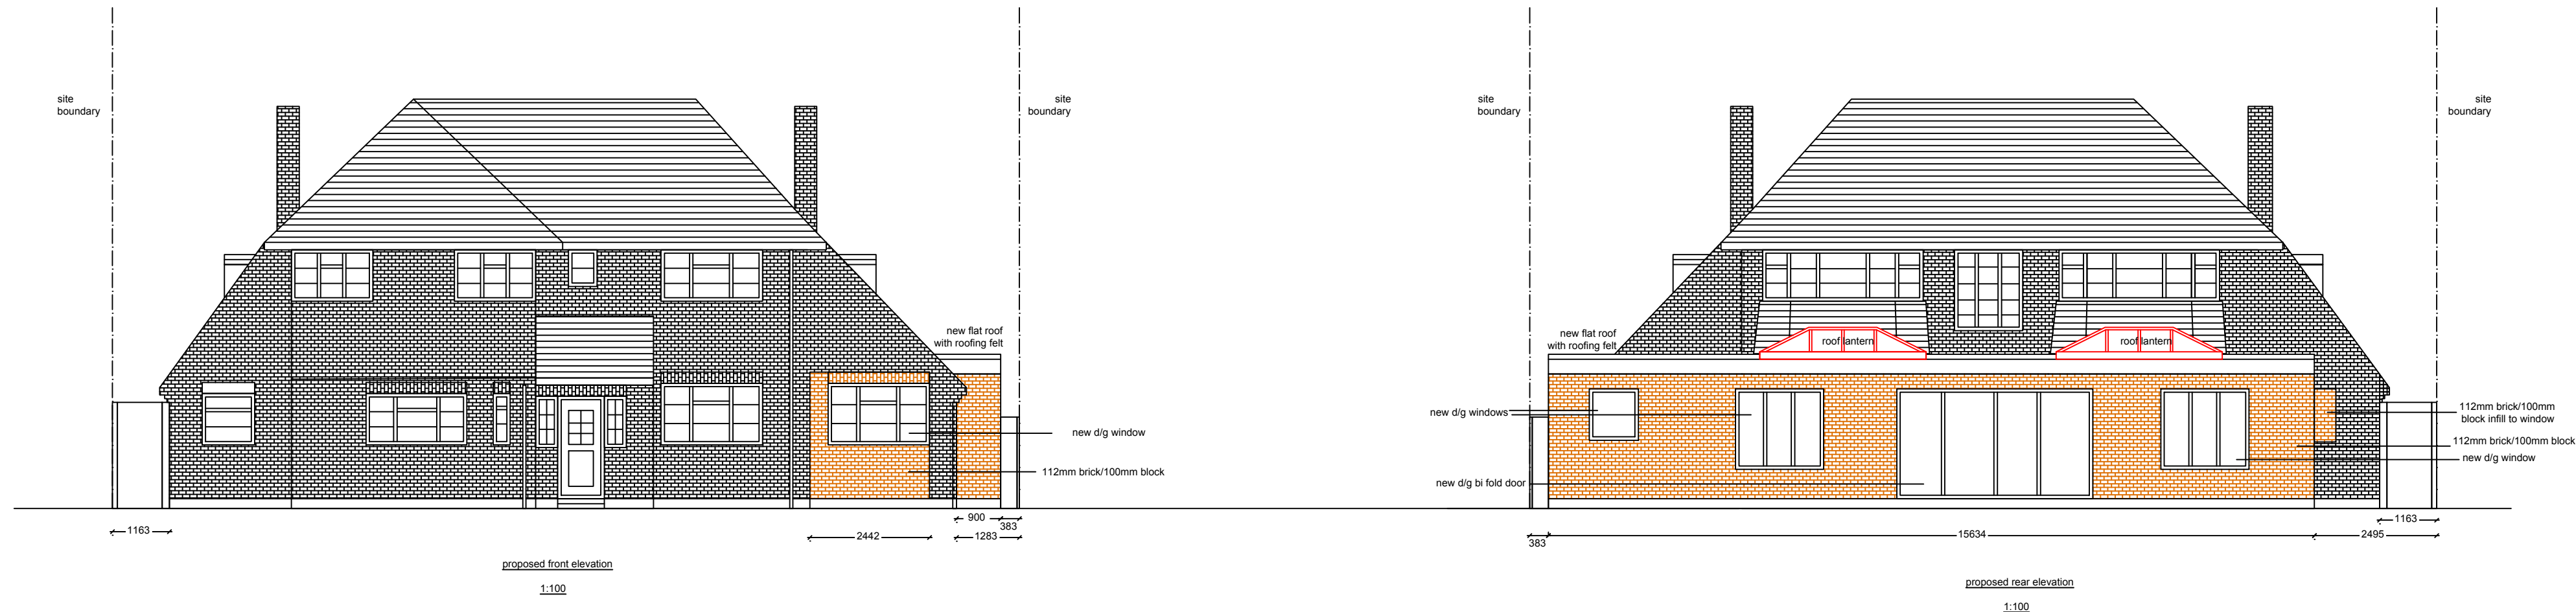 site
boundary
site
boundary
new flat roof
with roofing felt
new d/g window
112mm brick/100mm block
1163
900
383
2442
1283
proposed front elevation
1:100
site
boundary
site
boundary
new flat roof
with roofing felt
roof lantern
roof lantern
new d/g windows
112mm brick/100mm
block infill to window
112mm brick/100mm block
new d/g window
new d/g bi fold door
1163
383
15634
2495
proposed rear elevation
1:100